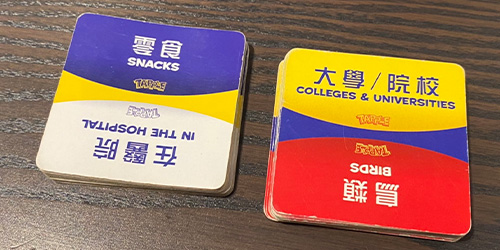 零食
SNACKS
TAPPLE
TAPPLE
IN THE HOSPITAL
在醫院
大學/院校
COLLEGES & UNIVERSITIES
TAPPLE
TAPPLE
BIRDS
鳥類